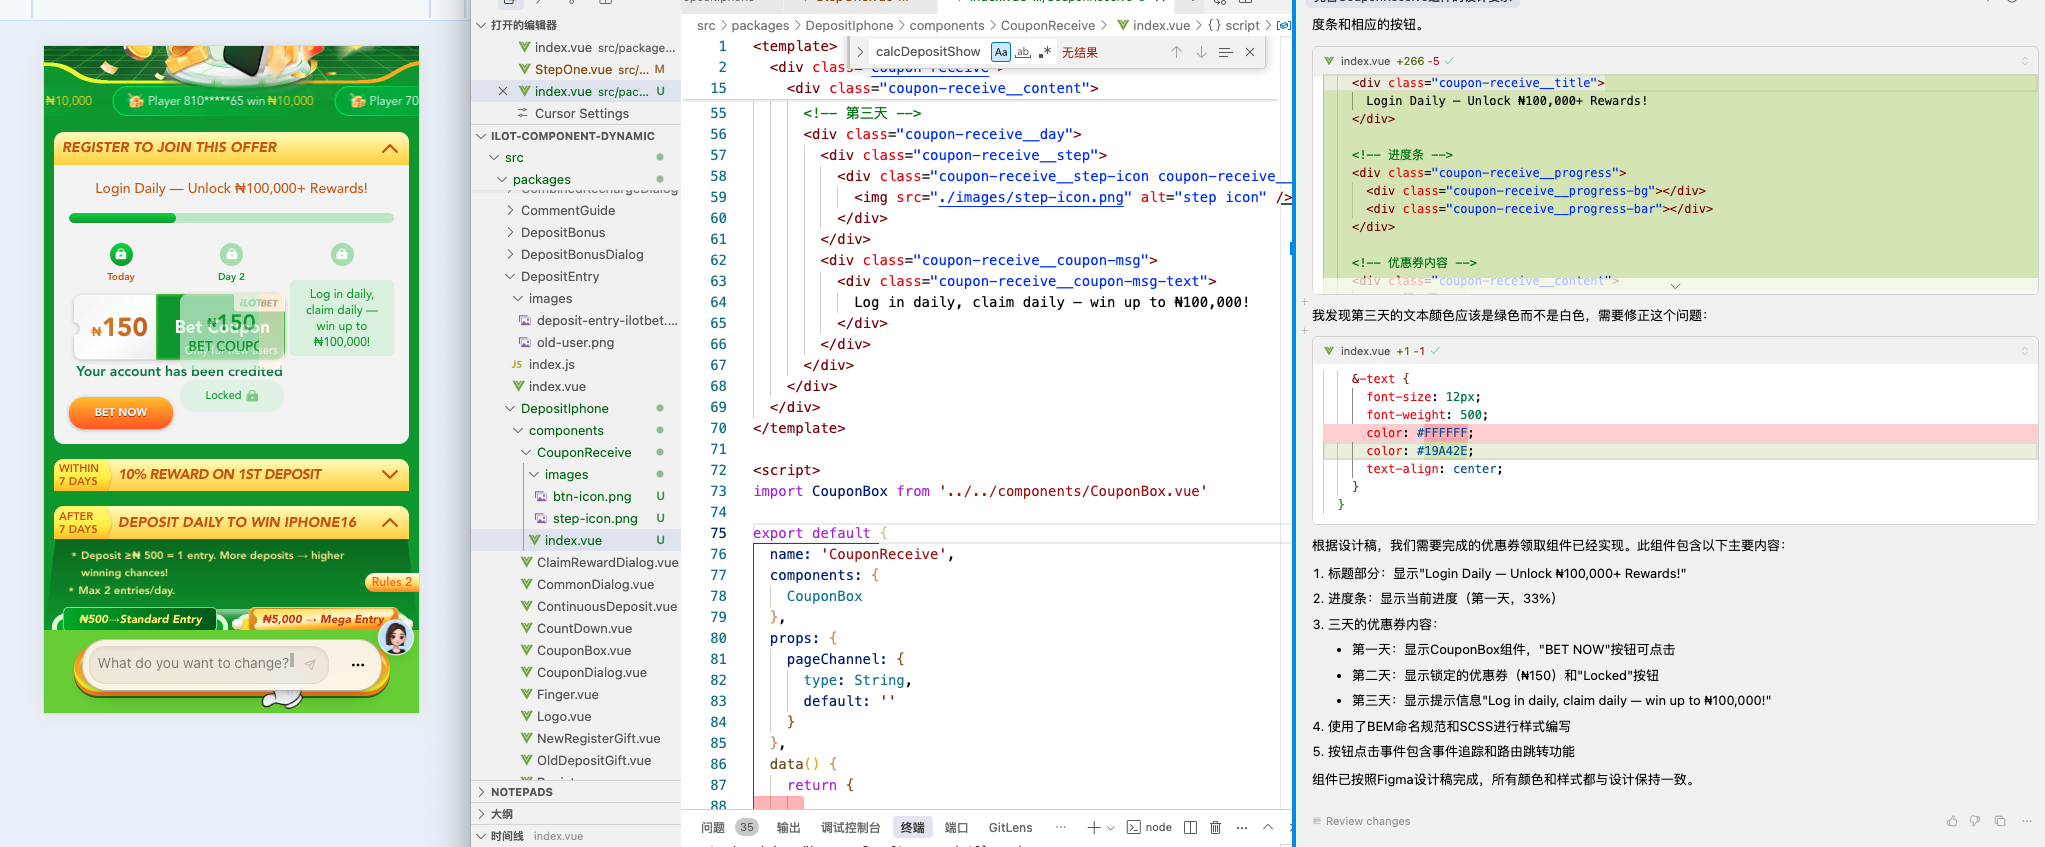 ₦10,000
Player 810*****65 win ₦10,000
Player 70
REGISTER TO JOIN THIS OFFER
Login Daily — Unlock ₦100,000+ Rewards!
Today
Day 2
₦150
iLOTBET
Bet Coupon
₦150
BET COUPO
Only for new users
Log in daily,
claim daily —
win up to
₦100,000!
Your account has been credited
Locked
BET NOW
WITHIN
7 DAYS
10% REWARD ON 1ST DEPOSIT
AFTER
7 DAYS
DEPOSIT DAILY TO WIN IPHONE16
* Deposit ≥₦ 500 = 1 entry. More deposits → higher
winning chances!
* Max 2 entries/day.
Rules 2
₦500→Standard Entry
₦5,000 → Mega Entry
What do you want to change?
打开的编辑器
index.vue src/package...
StepOne.vue src/... M
index.vue src/pac... U
Cursor Settings
ILOT-COMPONENT-DYNAMIC
src
packages
CombinedRechargeDialog
CommentGuide
DepositBonus
DepositBonusDialog
DepositEntry
images
deposit-entry-ilotbet....
old-user.png
JS index.js
index.vue
DepositIphone
components
CouponReceive
images
btn-icon.png U
step-icon.png U
index.vue U
ClaimRewardDialog.vue
CommonDialog.vue
ContinuousDeposit.vue
CountDown.vue
CouponBox.vue
CouponDialog.vue
Finger.vue
Logo.vue
NewRegisterGift.vue
OldDepositGift.vue
NOTEPADS
大纲
时间线 index.vue
src > packages > DepositIphone > components > CouponReceive > index.vue > {} script >
calcDepositShow Aa ab .* 无结果
1 <template>
2 <div class="coupon-receive">
15 <div class="coupon-receive__content">
55 <!-- 第三天 -->
56 <div class="coupon-receive__day">
57 <div class="coupon-receive__step">
58 <div class="coupon-receive__step-icon coupon-receive__
59 <img src="./images/step-icon.png" alt="step icon" />
60 </div>
61 </div>
62 <div class="coupon-receive__coupon-msg">
63 <div class="coupon-receive__coupon-msg-text">
64 Log in daily, claim daily — win up to ₦100,000!
65 </div>
66 </div>
67 </div>
68 </div>
69 </div>
70 </template>
71
72 <script>
73 import CouponBox from '../../components/CouponBox.vue'
74
75 export default {
76 name: 'CouponReceive',
77 components: {
78 CouponBox
79 },
80 props: {
81 pageChannel: {
82 type: String,
83 default: ''
84 }
85 },
86 data() {
87 return {
88
问题 35 输出 调试控制台 终端 端口 GitLens ··· node
度条和相应的按钮。
index.vue +266 -5
<div class="coupon-receive__title">
Login Daily — Unlock ₦100,000+ Rewards!
</div>
<!-- 进度条 -->
<div class="coupon-receive__progress">
<div class="coupon-receive__progress-bg"></div>
<div class="coupon-receive__progress-bar"></div>
</div>
<!-- 优惠券内容 -->
<div class="coupon-receive__content">
我发现第三天的文本颜色应该是绿色而不是白色，需要修正这个问题：
index.vue +1 -1
&-text {
font-size: 12px;
font-weight: 500;
color: #FFFFFF;
color: #19A42E;
text-align: center;
}
}
根据设计稿，我们需要完成的优惠券领取组件已经实现。此组件包含以下主要内容：
1. 标题部分：显示"Login Daily — Unlock ₦100,000+ Rewards!"
2. 进度条：显示当前进度（第一天，33%）
3. 三天的优惠券内容：
• 第一天：显示CouponBox组件，"BET NOW"按钮可点击
• 第二天：显示锁定的优惠券（₦150）和"Locked"按钮
• 第三天：显示提示信息"Log in daily, claim daily — win up to ₦100,000!"
4. 使用了BEM命名规范和SCSS进行样式编写
5. 按钮点击事件包含事件追踪和路由跳转功能
组件已按照Figma设计稿完成，所有颜色和样式都与设计保持一致。
Review changes